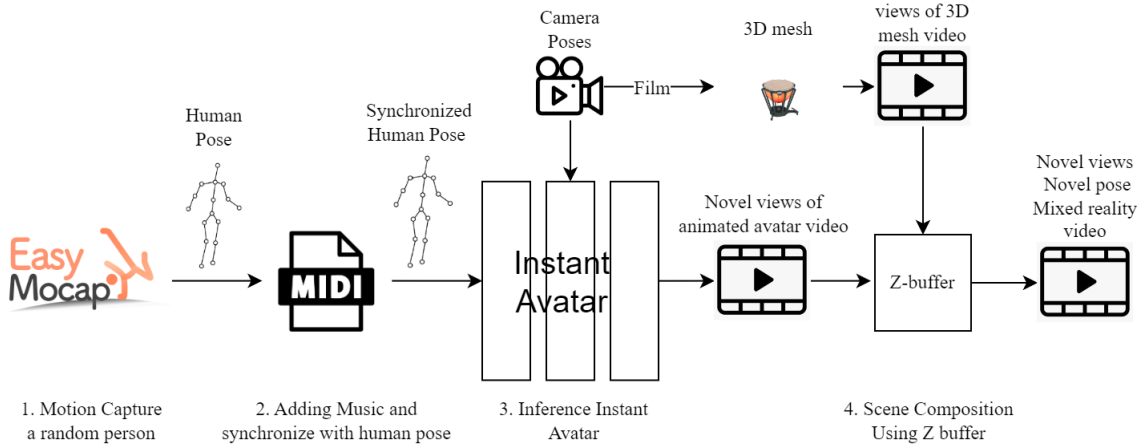 Camera
Poses
3D mesh
views of 3D
mesh video
Film
Human
Pose
Synchronized
Human Pose
Novel views of
animated avatar video
Novel views
Novel pose
Mixed reality
video
Easy
Mocap
MIDI
Instant
Avatar
Z-buffer
1. Motion Capture
a random person
2. Adding Music and
synchronize with human pose
3. Inference Instant
Avatar
4. Scene Composition
Using Z buffer